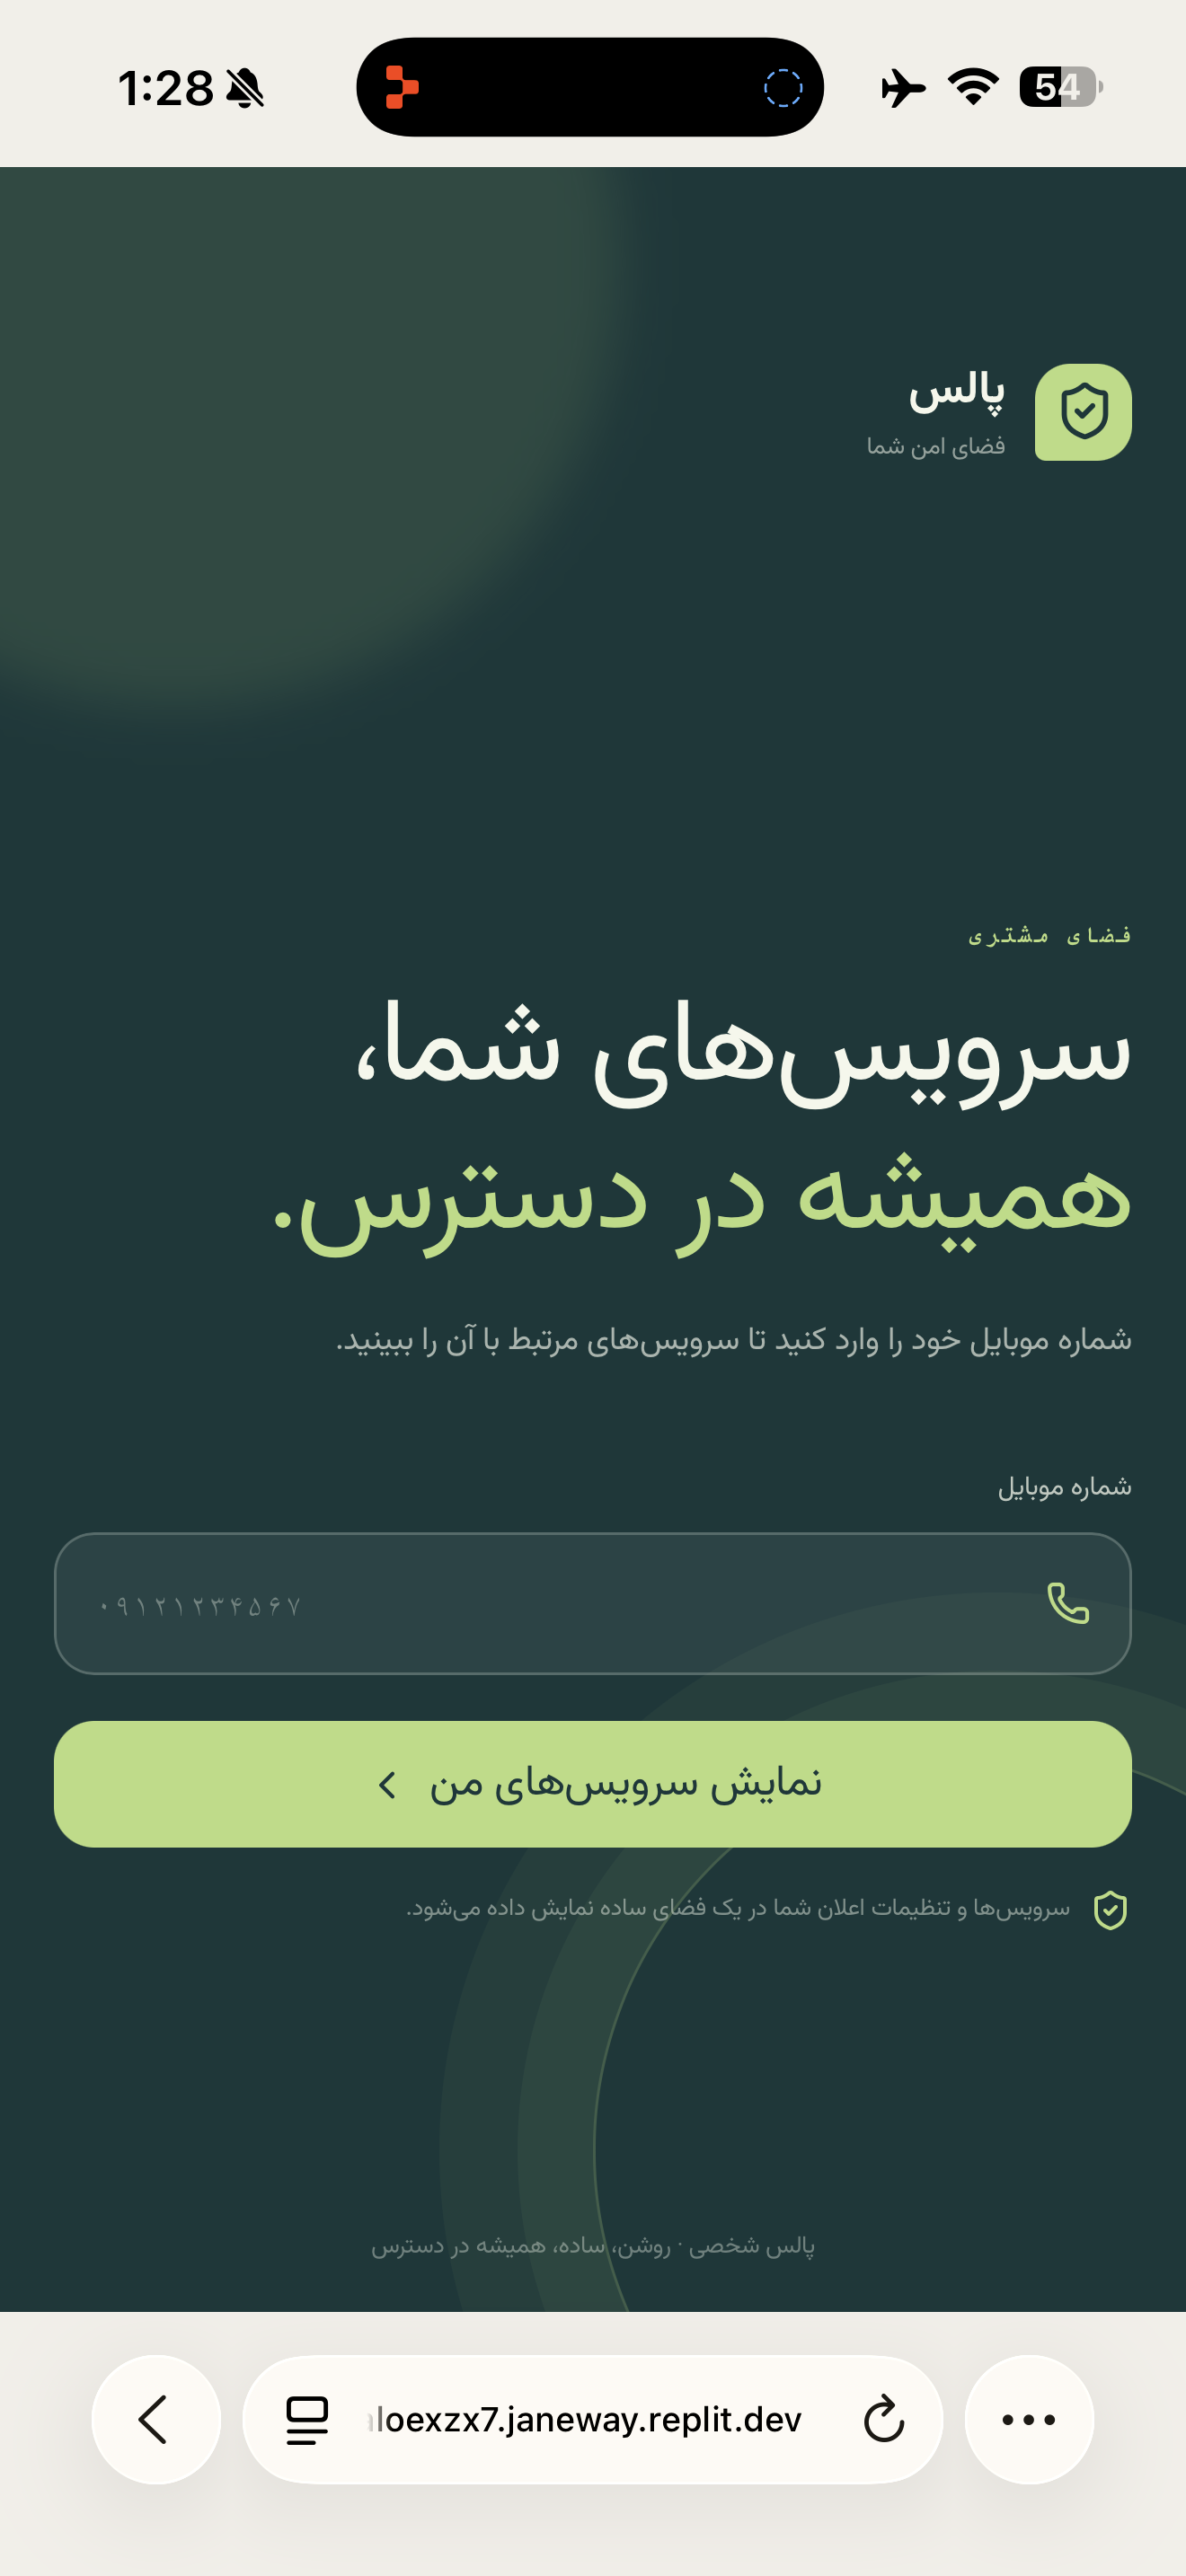 1:28
54
پالس
فضای امن شما
فضای مشتری
سرویس‌های شما،
همیشه در دسترس.
شماره موبایل خود را وارد کنید تا سرویس‌های مرتبط با آن را ببینید.
شماره موبایل
۰۹۱۲۱۲۳۴۵۶۷
نمایش سرویس‌های من
سرویس‌ها و تنظیمات اعلان شما در یک فضای ساده نمایش داده می‌شود.
پالس شخصی · روشن، ساده، همیشه در دسترس
loexzx7.janeway.replit.dev